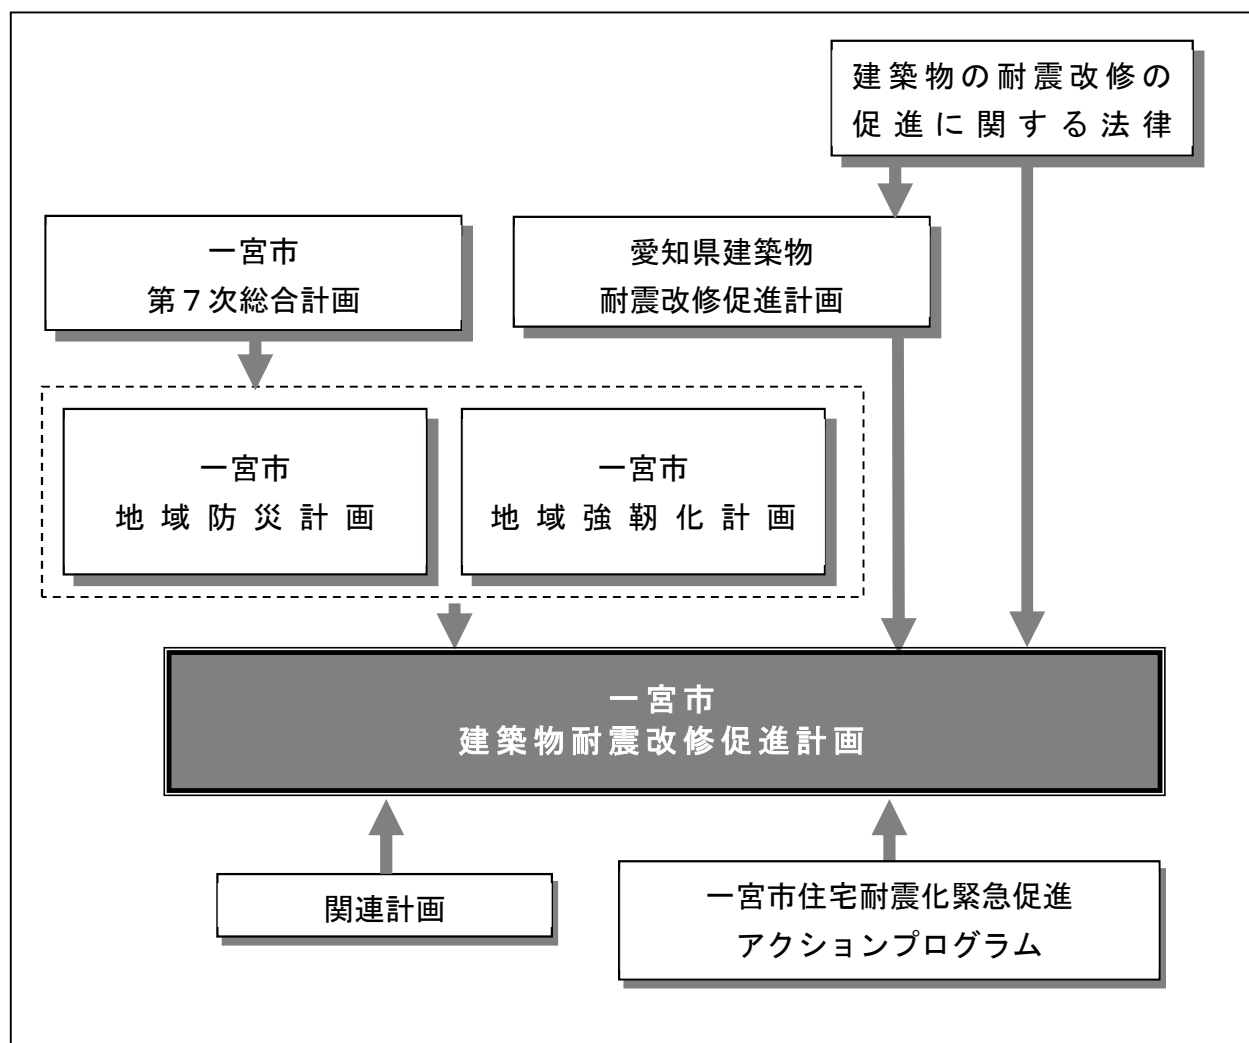 建築物の耐震改修の
促進に関する法律
一宮市
第７次総合計画
愛知県建築物
耐震改修促進計画
一宮市
地域防災計画
一宮市
地域強靭化計画
一宮市
建築物耐震改修促進計画
関連計画
一宮市住宅耐震化緊急促進
アクションプログラム